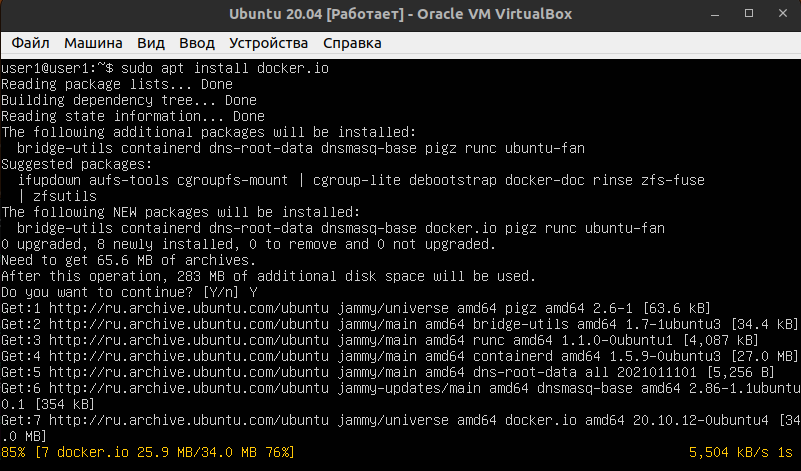 Ubuntu 20.04 [Работает] - Oracle VM VirtualBox
Файл Машина Вид Ввод Устройства Справка
user1@user1:~$ sudo apt install docker.io
Reading package lists... Done
Building dependency tree... Done
Reading state information... Done
The following additional packages will be installed:
  bridge-utils containerd dns-root-data dnsmasq-base pigz runc ubuntu-fan
Suggested packages:
  ifupdown aufs-tools cgroupfs-mount | cgroup-lite debootstrap docker-doc rinse zfs-fuse
  | zfsutils
The following NEW packages will be installed:
  bridge-utils containerd dns-root-data dnsmasq-base docker.io pigz runc ubuntu-fan
0 upgraded, 8 newly installed, 0 to remove and 0 not upgraded.
Need to get 65.6 MB of archives.
After this operation, 283 MB of additional disk space will be used.
Do you want to continue? [Y/n] Y
Get:1 http://ru.archive.ubuntu.com/ubuntu jammy/universe amd64 pigz amd64 2.6-1 [63.6 kB]
Get:2 http://ru.archive.ubuntu.com/ubuntu jammy/main amd64 bridge-utils amd64 1.7-1ubuntu3 [34.4 kB]
Get:3 http://ru.archive.ubuntu.com/ubuntu jammy/main amd64 runc amd64 1.1.0-0ubuntu1 [4,087 kB]
Get:4 http://ru.archive.ubuntu.com/ubuntu jammy/main amd64 containerd amd64 1.5.9-0ubuntu3 [27.0 MB]
Get:5 http://ru.archive.ubuntu.com/ubuntu jammy/main amd64 dns-root-data all 2021011101 [5,256 B]
Get:6 http://ru.archive.ubuntu.com/ubuntu jammy-updates/main amd64 dnsmasq-base amd64 2.86-1.1ubuntu
0.1 [354 kB]
Get:7 http://ru.archive.ubuntu.com/ubuntu jammy/universe amd64 docker.io amd64 20.10.12-0ubuntu4 [34
.0 MB]
85% [7 docker.io 25.9 MB/34.0 MB 76%] 5,504 kB/s 1s